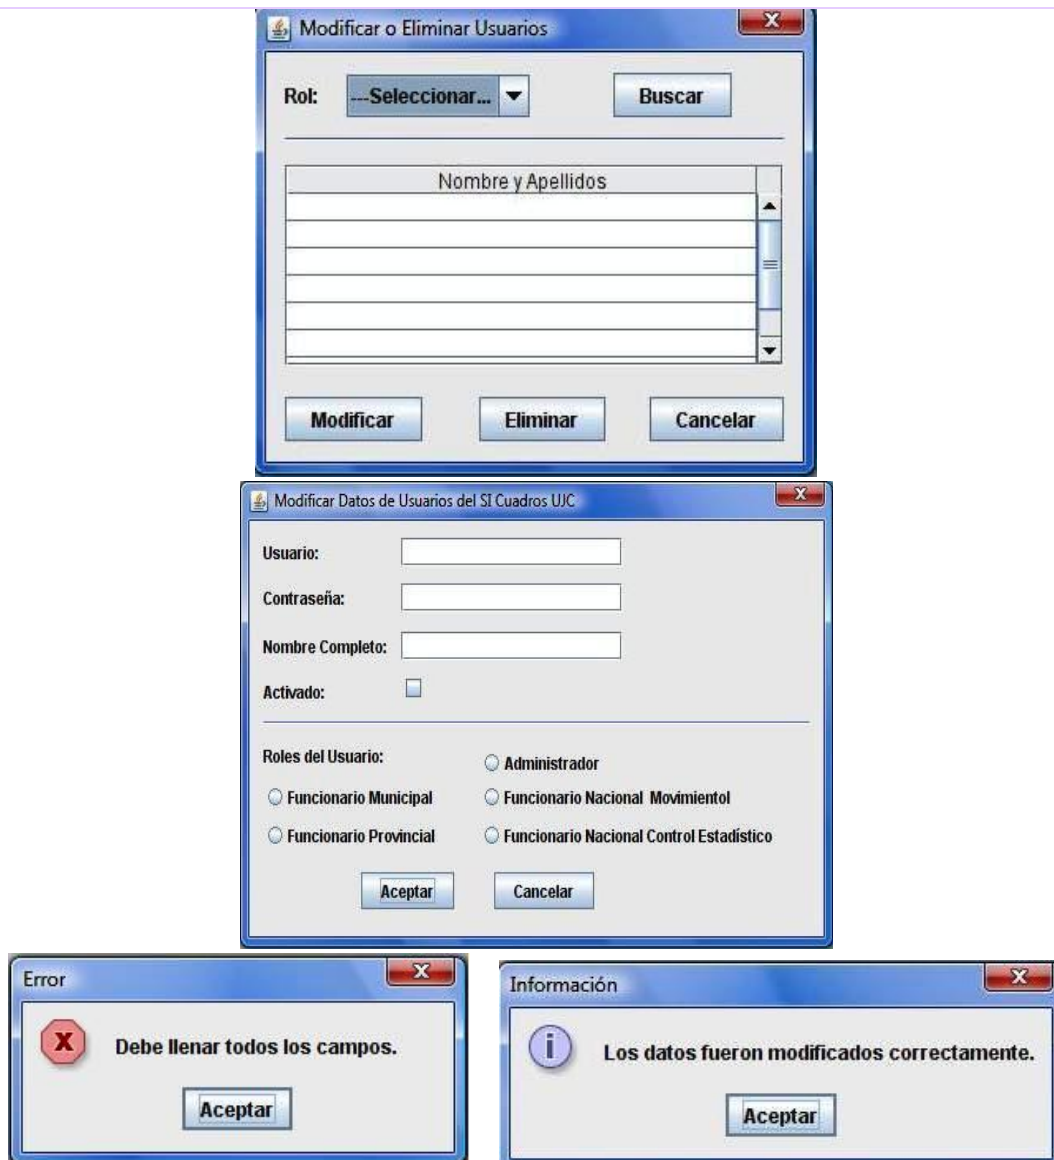 Modificar o Eliminar Usuarios
Rol: ---Seleccionar... Buscar
Nombre y Apellidos
Modificar Eliminar Cancelar
Modificar Datos de Usuarios del SI Cuadros UJC
Usuario:
Contraseña:
Nombre Completo:
Activado:
Roles del Usuario: Administrador
Funcionario Municipal Funcionario Nacional Movimientol
Funcionario Provincial Funcionario Nacional Control Estadístico
Aceptar Cancelar
Error
Debe llenar todos los campos.
Aceptar
Información
Los datos fueron modificados correctamente.
Aceptar